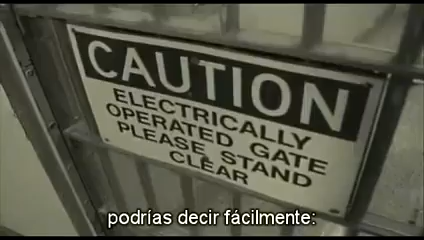 CAUTION
ELECTRICALLY
OPERATED GATE
PLEASE STAND
CLEAR
podrías decir fácilmente: